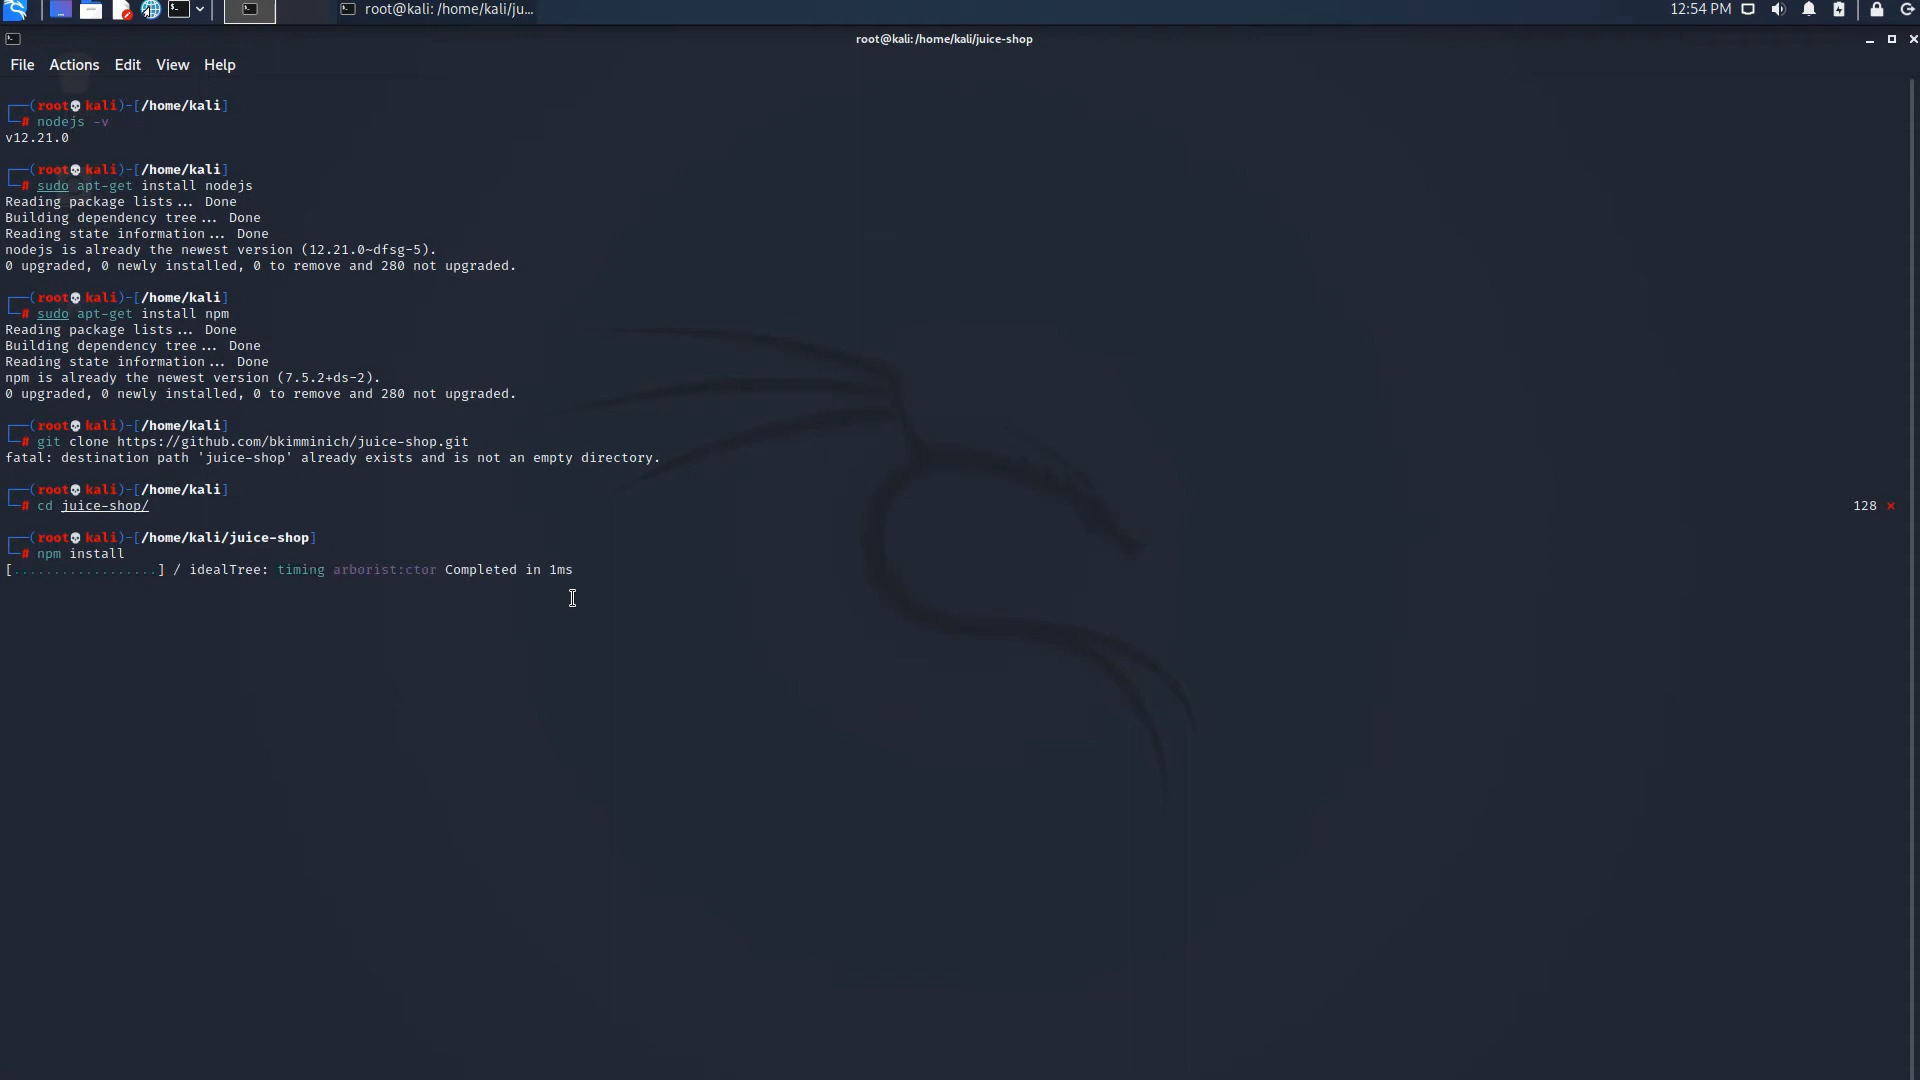 root@kali: /home/kali/ju...
12:54 PM
root@kali:/home/kali/juice-shop
File Actions Edit View Help
┌──(root💀kali)-[/home/kali]
└─# nodejs -v
v12.21.0
┌──(root💀kali)-[/home/kali]
└─# sudo apt-get install nodejs
Reading package lists... Done
Building dependency tree... Done
Reading state information... Done
nodejs is already the newest version (12.21.0~dfsg-5).
0 upgraded, 0 newly installed, 0 to remove and 280 not upgraded.
┌──(root💀kali)-[/home/kali]
└─# sudo apt-get install npm
Reading package lists... Done
Building dependency tree... Done
Reading state information... Done
npm is already the newest version (7.5.2+ds-2).
0 upgraded, 0 newly installed, 0 to remove and 280 not upgraded.
┌──(root💀kali)-[/home/kali]
└─# git clone https://github.com/bkimminich/juice-shop.git
fatal: destination path 'juice-shop' already exists and is not an empty directory.
┌──(root💀kali)-[/home/kali]
└─# cd juice-shop/ 128 ⨯
┌──(root💀kali)-[/home/kali/juice-shop]
└─# npm install
[..................] / idealTree: timing arborist:ctor Completed in 1ms